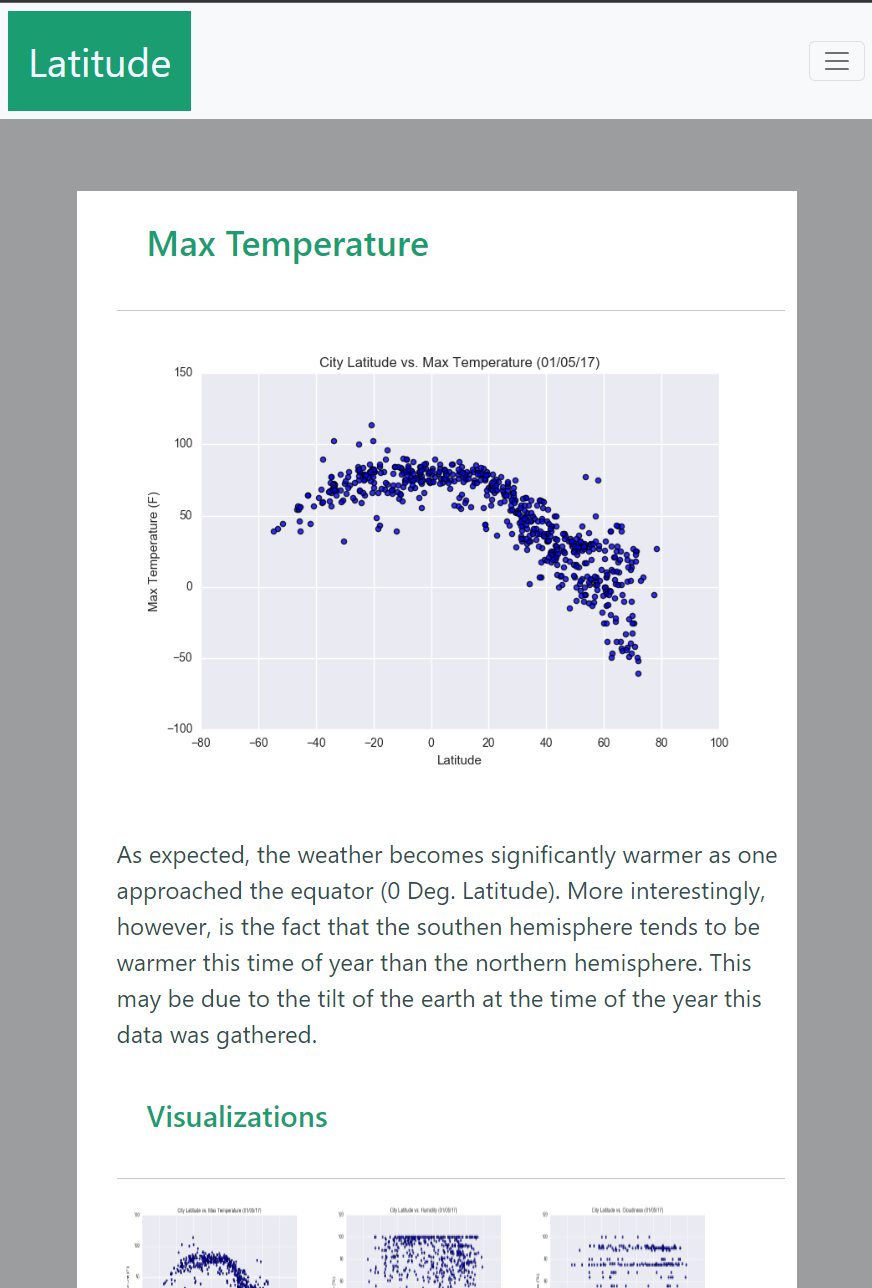 Latitude
Max Temperature
City Latitude vs. Max Temperature (01/05/17)
150
100
50
0
−50
−100
Max Temperature (F)
−80 −60 −40 −20 0 20 40 60 80 100
Latitude
As expected, the weather becomes significantly warmer as one
approached the equator (0 Deg. Latitude). More interestingly,
however, is the fact that the southen hemisphere tends to be
warmer this time of year than the northern hemisphere. This
may be due to the tilt of the earth at the time of the year this
data was gathered.
Visualizations
City Latitude vs. Max Temperature (01/05/17) City Latitude vs. Humidity (01/05/17) City Latitude vs. Cloudiness (01/05/17)